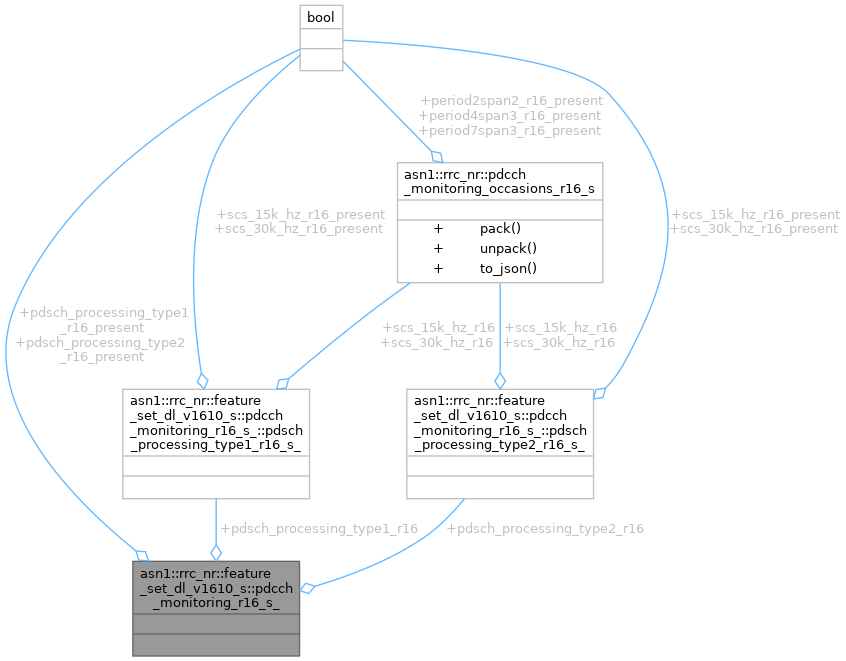 bool
+period2span2_r16_present
+period4span3_r16_present
+period7span3_r16_present
asn1::rrc_nr::pdcch
_monitoring_occasions_r16_s
+ pack()
+ unpack()
+ to_json()
+scs_15k_hz_r16_present
+scs_30k_hz_r16_present
+scs_15k_hz_r16_present
+scs_30k_hz_r16_present
+pdsch_processing_type1
_r16_present
+pdsch_processing_type2
_r16_present
+scs_15k_hz_r16
+scs_30k_hz_r16
+scs_15k_hz_r16
+scs_30k_hz_r16
asn1::rrc_nr::feature
_set_dl_v1610_s::pdcch
_monitoring_r16_s_::pdsch
_processing_type1_r16_s_
asn1::rrc_nr::feature
_set_dl_v1610_s::pdcch
_monitoring_r16_s_::pdsch
_processing_type2_r16_s_
+pdsch_processing_type1_r16
+pdsch_processing_type2_r16
asn1::rrc_nr::feature
_set_dl_v1610_s::pdcch
_monitoring_r16_s_